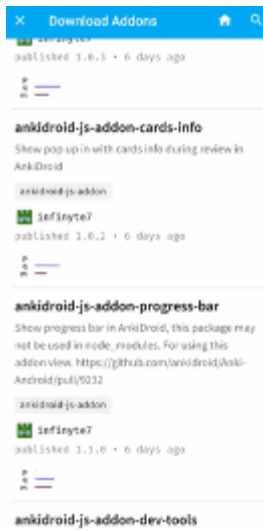 Download Addons
infinyte7
published 1.0.3 • 6 days ago
ankidroid-js-addon-cards-info
Show pop up in with cards info during review in
AnkiDroid
ankidroid-js-addon
infinyte7
published 1.0.2 • 6 days ago
ankidroid-js-addon-progress-bar
Show progress bar in AnkiDroid, this package may
not be used in node_modules. For using this
addon view. https://github.com/ankidroid/Anki-
Android/pull/9232
ankidroid-js-addon
infinyte7
published 1.1.0 • 6 days ago
ankidroid-js-addon-dev-tools